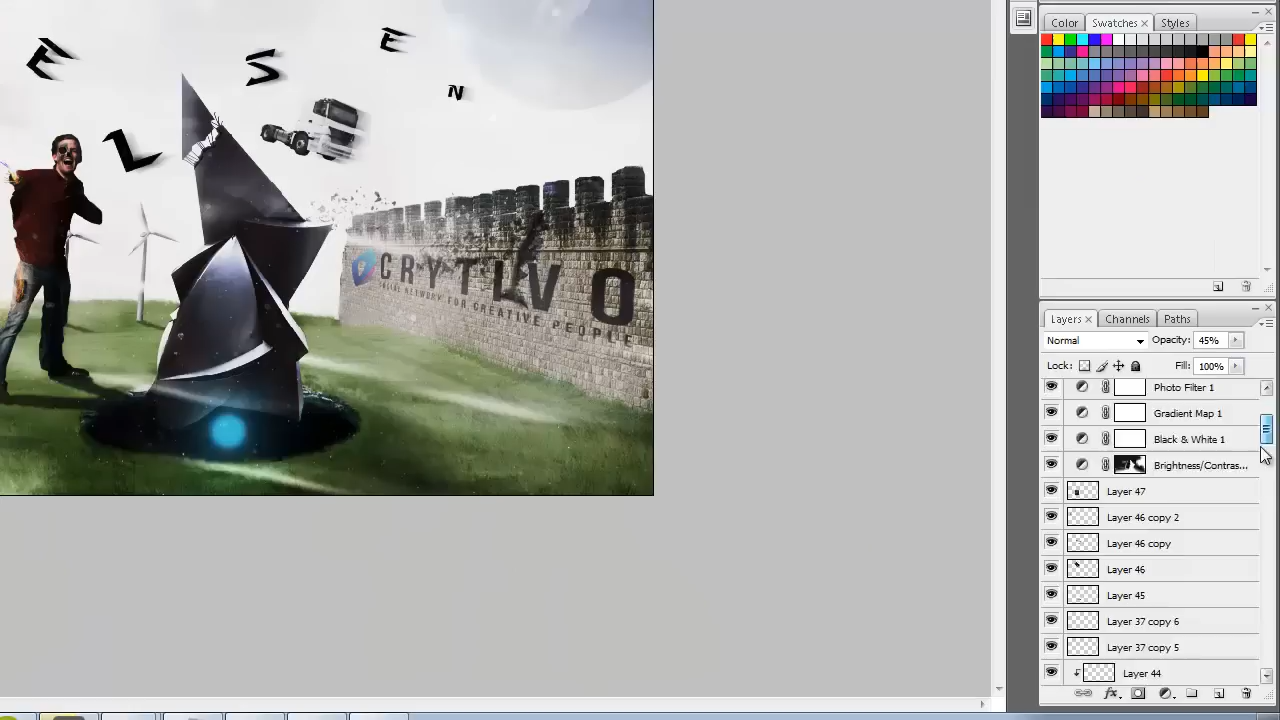 Color Swatches Styles
E
E S N
L
CRYTIVO
SOCIAL NETWORK FOR CREATIVE PEOPLE
Layers Channels Paths
Normal Opacity: 45%
Lock: Fill: 100%
Photo Filter 1
Gradient Map 1
Black & White 1
Brightness/Contras...
Layer 47
Layer 46 copy 2
Layer 46 copy
Layer 46
Layer 45
Layer 37 copy 6
Layer 37 copy 5
Layer 44
fx